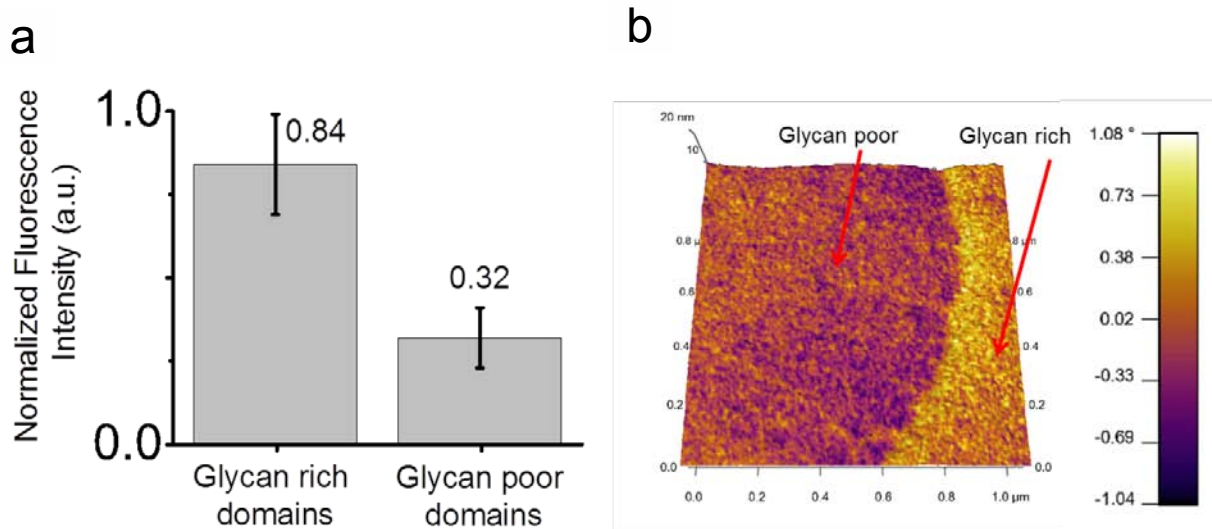 a
Normalized Fluorescence
Intensity (a.u.)
1.0
0.84
0.32
0.0
Glycan rich
domains
Glycan poor
domains
b
20 nm
10
Glycan poor
Glycan rich
0.8 µ
0.6
0.4
0.2
0.0
8 µm
0.6
0.4
0.2
0.0
0.0
0.2
0.4
0.6
0.8
1.0 µm
1.08 °
0.73
0.38
0.02
-0.33
-0.69
-1.04